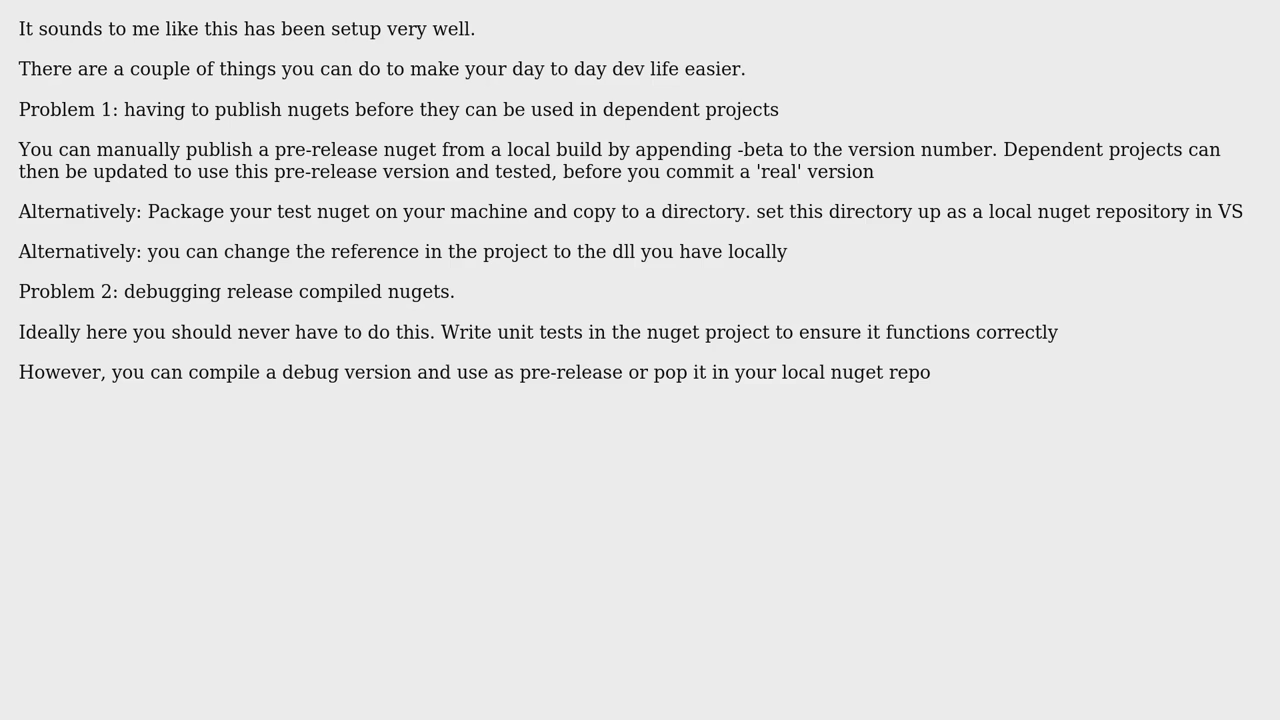 It sounds to me like this has been setup very well.
There are a couple of things you can do to make your day to day dev life easier.
Problem 1: having to publish nugets before they can be used in dependent projects
You can manually publish a pre-release nuget from a local build by appending -beta to the version number. Dependent projects can
then be updated to use this pre-release version and tested, before you commit a 'real' version
Alternatively: Package your test nuget on your machine and copy to a directory. set this directory up as a local nuget repository in VS
Alternatively: you can change the reference in the project to the dll you have locally
Problem 2: debugging release compiled nugets.
Ideally here you should never have to do this. Write unit tests in the nuget project to ensure it functions correctly
However, you can compile a debug version and use as pre-release or pop it in your local nuget repo